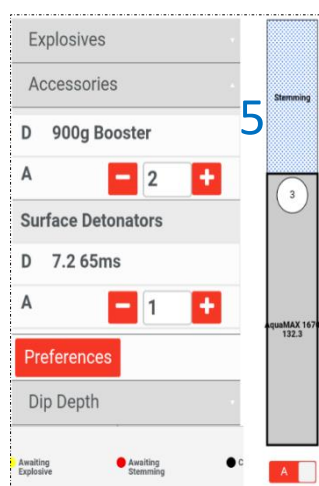 Explosives
Accessories
D 900g Booster
A 2
Surface Detonators
D 7.2 65ms
A 1
Preferences
Dip Depth
Awaiting Explosive
Awaiting Stemming
C
5
Stemming
3
AquaMAX 1670
132.3
A